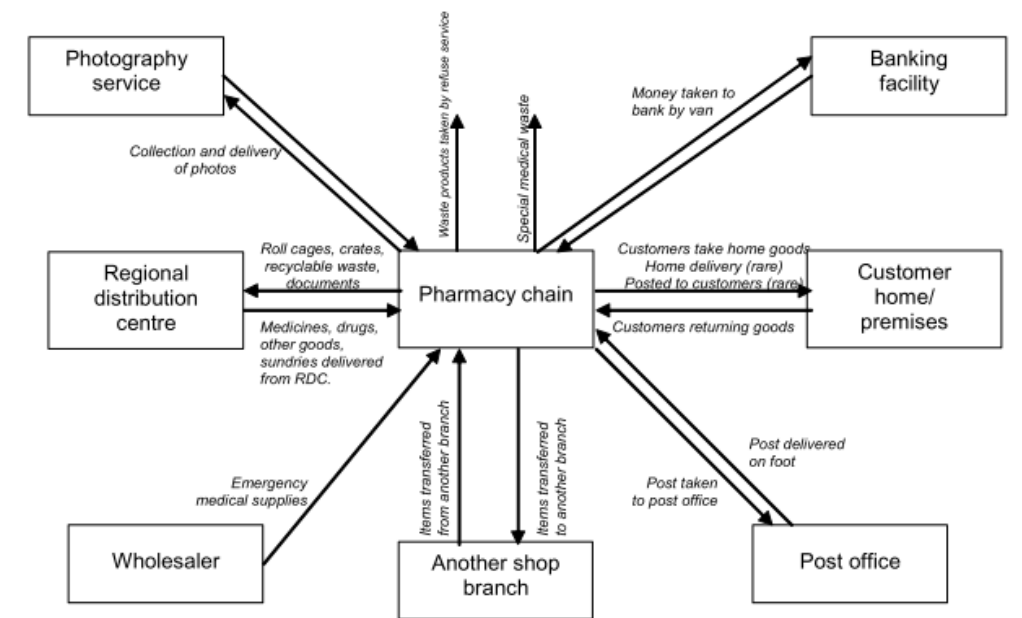 Photography
service
Waste products taken by refuse service
Special medical waste
Money taken to
bank by van
Banking
facility
Collection and delivery
of photos
Regional
distribution
centre
Roll cages, crates,
recyclable waste,
documents
Medicines, drugs,
other goods,
sundries delivered
from RDC.
Pharmacy chain
Customers take home goods
Home delivery (rare)
Posted to customers (rare)
Customers returning goods
Customer
home/
premises
Emergency
medical supplies
Items transferred
from another branch
Items transferred
to another branch
Post delivered
on foot
Post taken
to post office
Wholesaler
Another shop
branch
Post office